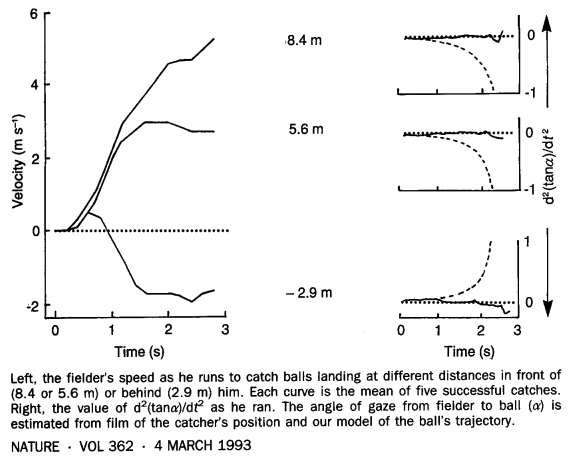 6
4
2
0
-2
Velocity (m s⁻¹)
0 1 2 3
Time (s)
8.4 m
5.6 m
– 2.9 m
0
-1
0
-1
1
0
d²(tanα)/dt²
0 1 2 3
Time (s)
Left, the fielder's speed as he runs to catch balls landing at different distances in front of
(8.4 or 5.6 m) or behind (2.9 m) him. Each curve is the mean of five successful catches.
Right, the value of d²(tanα)/dt² as he ran. The angle of gaze from fielder to ball (α) is
estimated from film of the catcher's position and our model of the ball's trajectory.
NATURE · VOL 362 · 4 MARCH 1993